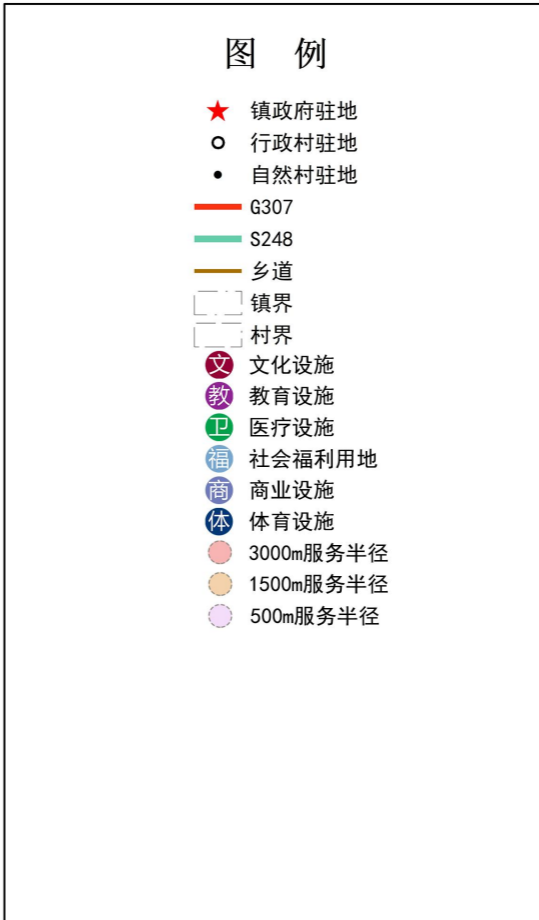 图 例
镇政府驻地
行政村驻地
自然村驻地
G307
S248
乡道
镇界
村界
文 文化设施
教 教育设施
卫 医疗设施
福 社会福利用地
商 商业设施
体 体育设施
3000m服务半径
1500m服务半径
500m服务半径